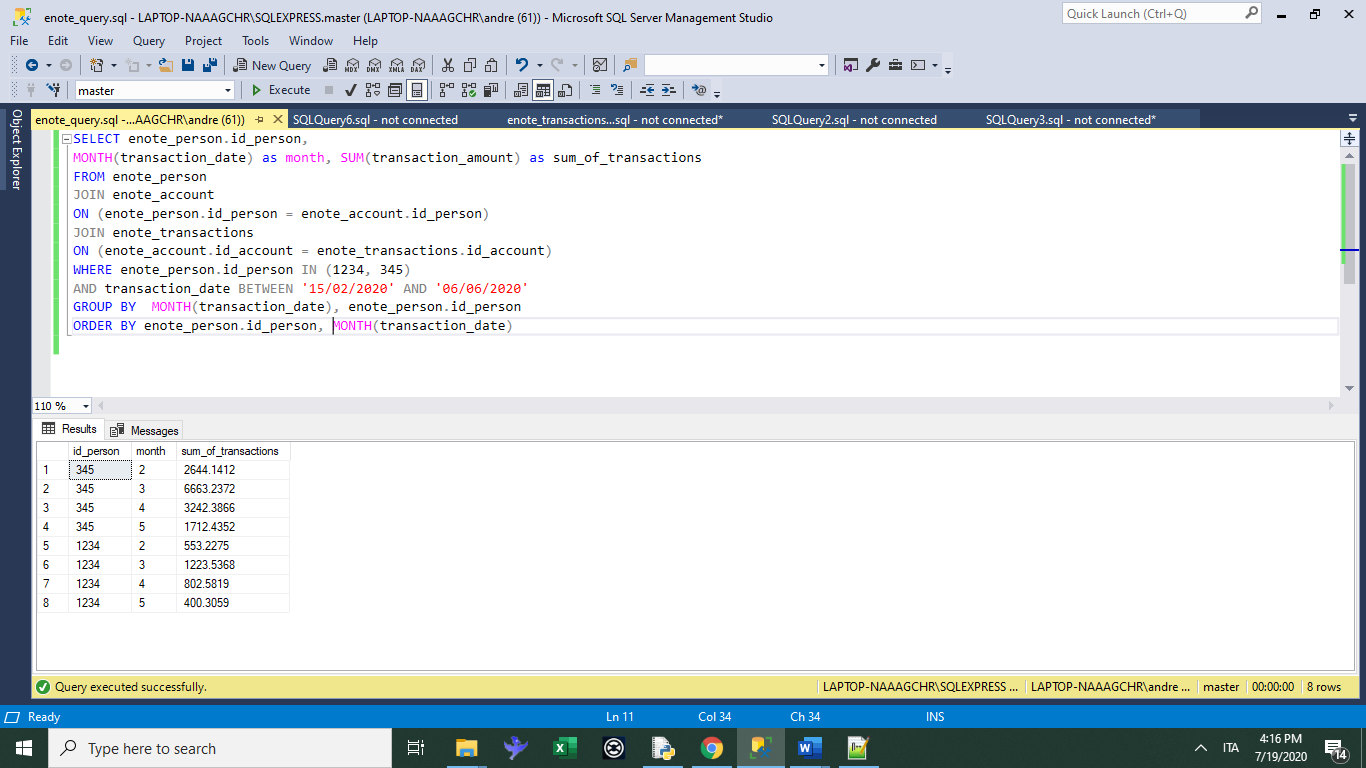 enote_query.sql - LAPTOP-NAAAGCHR\SQLEXPRESS.master (LAPTOP-NAAAGCHR\andre (61)) - Microsoft SQL Server Management Studio
Quick Launch (Ctrl+Q)
File Edit View Query Project Tools Window Help
New Query MDX DMX XMLA DAX
master Execute
Object Explorer
enote_query.sql -...AAGCHR\andre (61)) SQLQuery6.sql - not connected enote_transactions...sql - not connected* SQLQuery2.sql - not connected SQLQuery3.sql - not connected*
SELECT enote_person.id_person,
MONTH(transaction_date) as month, SUM(transaction_amount) as sum_of_transactions
FROM enote_person
JOIN enote_account
ON (enote_person.id_person = enote_account.id_person)
JOIN enote_transactions
ON (enote_account.id_account = enote_transactions.id_account)
WHERE enote_person.id_person IN (1234, 345)
AND transaction_date BETWEEN '15/02/2020' AND '06/06/2020'
GROUP BY  MONTH(transaction_date), enote_person.id_person
ORDER BY enote_person.id_person, MONTH(transaction_date)
110 %
Results Messages
id_person month sum_of_transactions
1 345 2 2644.1412
2 345 3 6663.2372
3 345 4 3242.3866
4 345 5 1712.4352
5 1234 2 553.2275
6 1234 3 1223.5368
7 1234 4 802.5819
8 1234 5 400.3059
Query executed successfully. LAPTOP-NAAAGCHR\SQLEXPRESS ... LAPTOP-NAAAGCHR\andre ... master 00:00:00 8 rows
Ready Ln 11 Col 34 Ch 34 INS
Type here to search
ITA
4:16 PM
7/19/2020
14